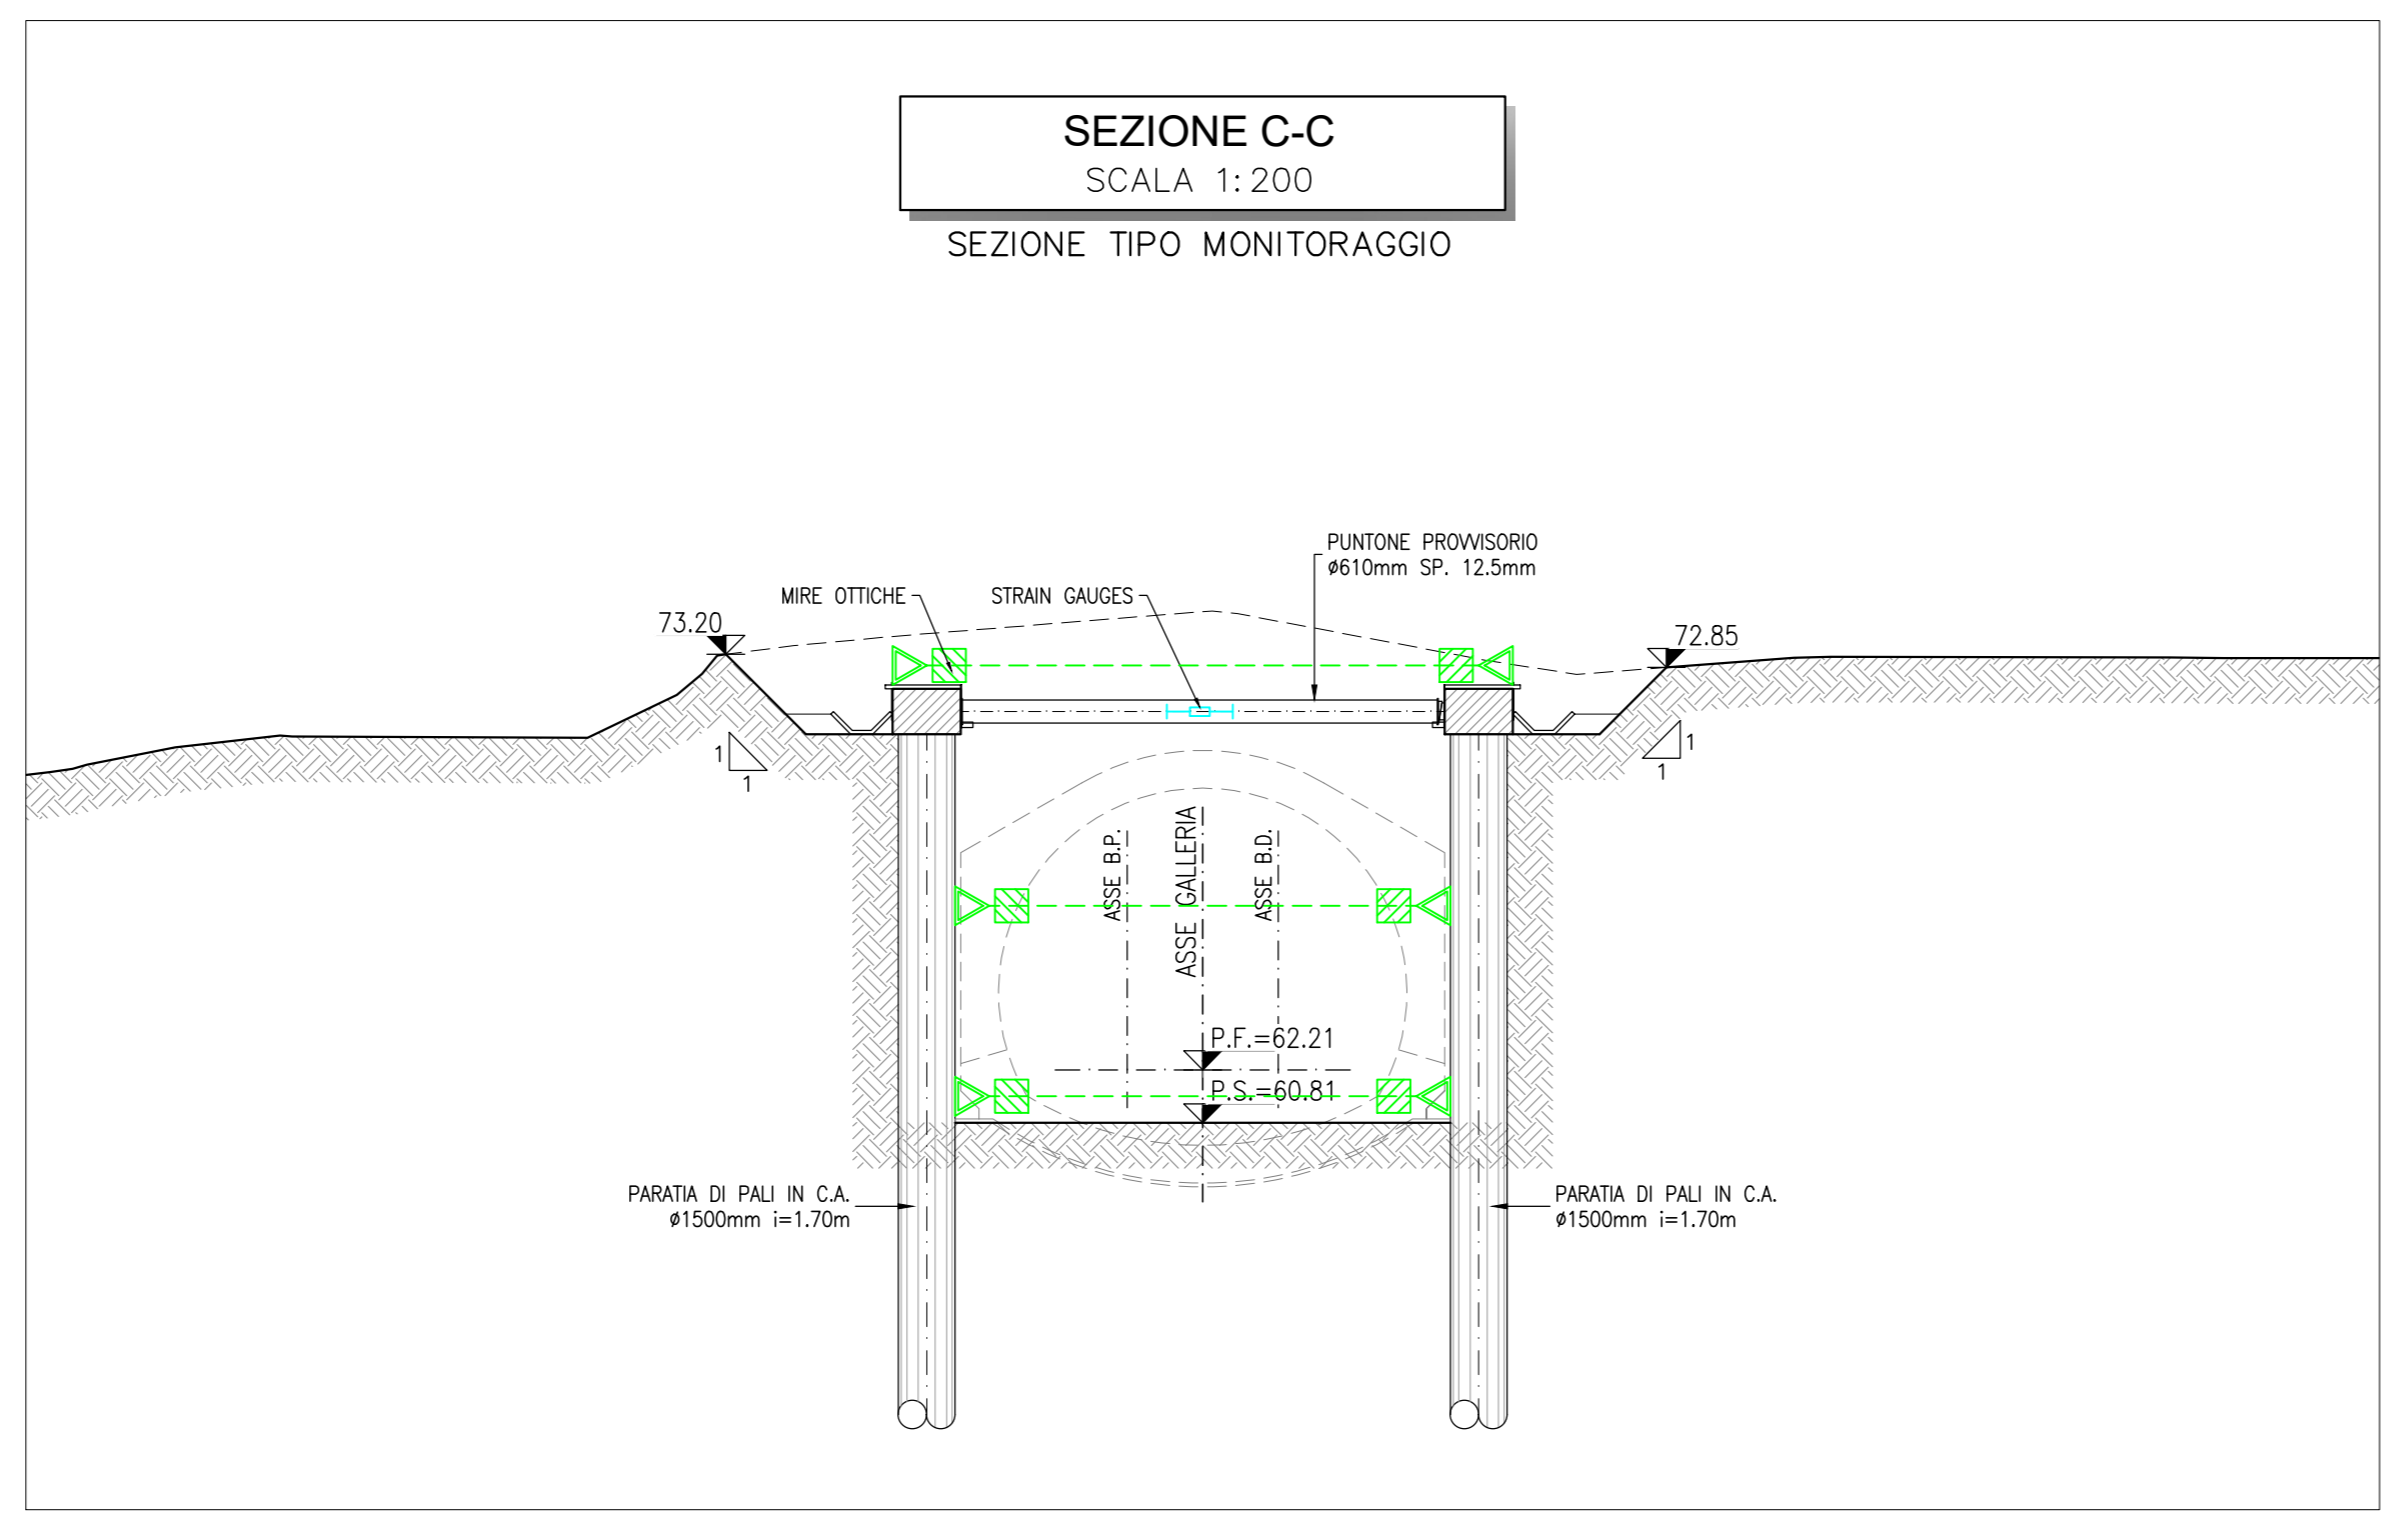 SEZIONE C-C
SCALA 1:200
SEZIONE TIPO MONITORAGGIO
PUNTONE PROVVISORIO
ø610mm SP. 12.5mm
MIRE OTTICHE
STRAIN GAUGES
73.20
72.85
1
1
1
1
ASSE B.P.
ASSE GALLERIA
ASSE B.D.
P.F.=62.21
P.S.=60.81
PARATIA DI PALI IN C.A.
ø1500mm i=1.70m
PARATIA DI PALI IN C.A.
ø1500mm i=1.70m